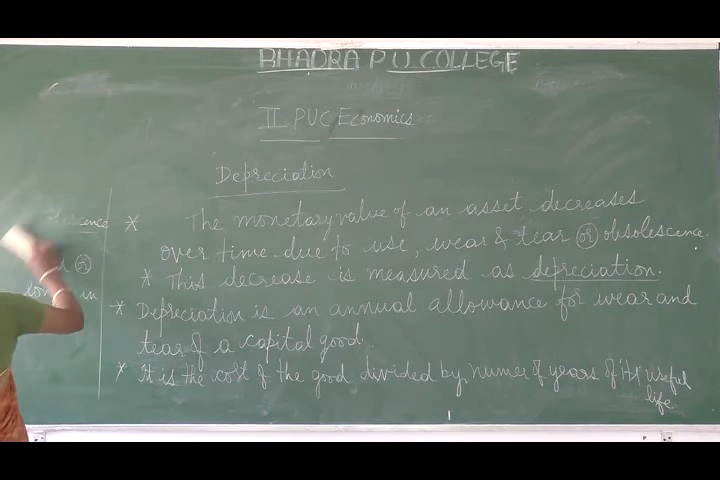 BHADRA P U COLLEGE
II PUC Economics
Depreciation
* The monetary value of an asset decreases
over time due to use, wear & tear or obsolescence.
* This decrease is measured as depreciation.
* Depreciation is an annual allowance for wear and
tear of a capital good.
* It is the cost of the good divided by numer of years of its useful
life
or
in